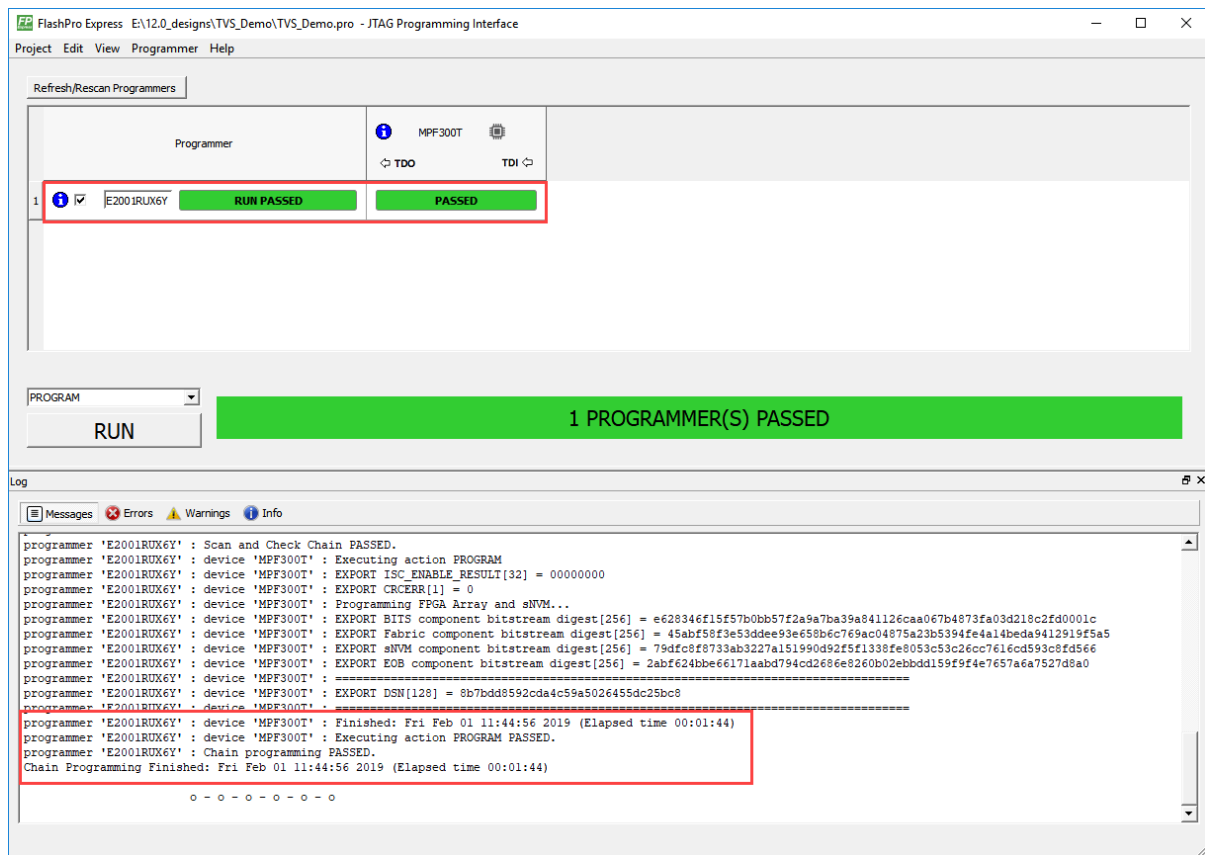 FP FlashPro Express E:\12.0_designs\TVS_Demo\TVS_Demo.pro - JTAG Programming Interface
Project Edit View Programmer Help
Refresh/Rescan Programmers
Programmer
MPF300T
TDO TDI
1 E2001RUX6Y RUN PASSED PASSED
PROGRAM
RUN
1 PROGRAMMER(S) PASSED
Log
Messages Errors Warnings Info
programmer 'E2001RUX6Y' : Scan and Check Chain PASSED.
programmer 'E2001RUX6Y' : device 'MPF300T' : Executing action PROGRAM
programmer 'E2001RUX6Y' : device 'MPF300T' : EXPORT ISC_ENABLE_RESULT[32] = 00000000
programmer 'E2001RUX6Y' : device 'MPF300T' : EXPORT CRCERR[1] = 0
programmer 'E2001RUX6Y' : device 'MPF300T' : Programming FPGA Array and sNVM...
programmer 'E2001RUX6Y' : device 'MPF300T' : EXPORT BITS component bitstream digest[256] = e628346f15f57b0bb57f2a9a7ba39a841126caa067b4873fa03d218c2fd0001c
programmer 'E2001RUX6Y' : device 'MPF300T' : EXPORT Fabric component bitstream digest[256] = 45abf58f3e53ddee93e658b6c769ac04875a23b5394fe4a14beda9412919f5a5
programmer 'E2001RUX6Y' : device 'MPF300T' : EXPORT sNVM component bitstream digest[256] = 79dfc8f8733ab3227a151990d92f5f1338fe8053c53c26cc7616cd593c8fd566
programmer 'E2001RUX6Y' : device 'MPF300T' : EXPORT EOB component bitstream digest[256] = 2abf624bbe66171aabd794cd2686e8260b02ebbdd159f9f4e7657a6a7527d8a0
programmer 'E2001RUX6Y' : device 'MPF300T' : ================================================================================
programmer 'E2001RUX6Y' : device 'MPF300T' : EXPORT DSN[128] = 8b7bdd8592cda4c59a5026455dc25bc8
programmer 'E2001RUX6Y' : device 'MPF300T' : ================================================================================
programmer 'E2001RUX6Y' : device 'MPF300T' : Finished: Fri Feb 01 11:44:56 2019 (Elapsed time 00:01:44)
programmer 'E2001RUX6Y' : device 'MPF300T' : Executing action PROGRAM PASSED.
programmer 'E2001RUX6Y' : Chain programming PASSED.
Chain Programming Finished: Fri Feb 01 11:44:56 2019 (Elapsed time 00:01:44)
o - o - o - o - o - o